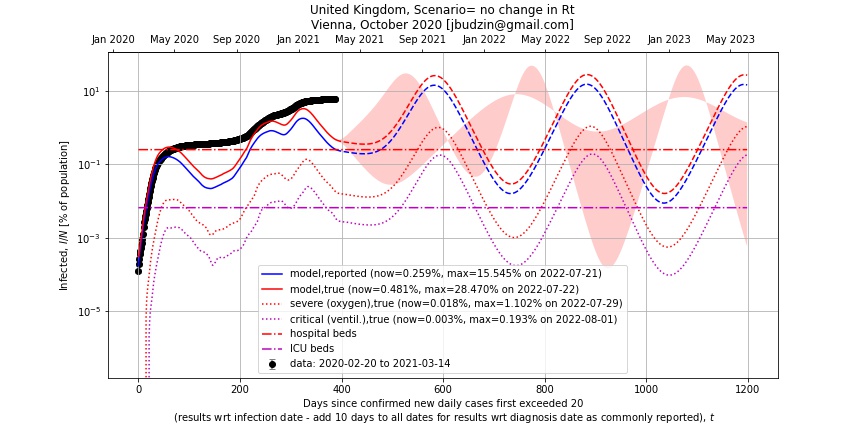 United Kingdom, Scenario= no change in Rt
Vienna, October 2020 [jbudzin@gmail.com]
Jan 2020 May 2020 Sep 2020 Jan 2021 May 2021 Sep 2021 Jan 2022 May 2022 Sep 2022 Jan 2023 May 2023
Infected, I/N [% of population]
10¹
10⁻¹
10⁻³
10⁻⁵
model,reported (now=0.259%, max=15.545% on 2022-07-21)
model,true (now=0.481%, max=28.470% on 2022-07-22)
severe (oxygen),true (now=0.018%, max=1.102% on 2022-07-29)
critical (ventil.),true (now=0.003%, max=0.193% on 2022-08-01)
hospital beds
ICU beds
data: 2020-02-20 to 2021-03-14
0 200 400 600 800 1000 1200
Days since confirmed new daily cases first exceeded 20
(results wrt infection date - add 10 days to all dates for results wrt diagnosis date as commonly reported), t